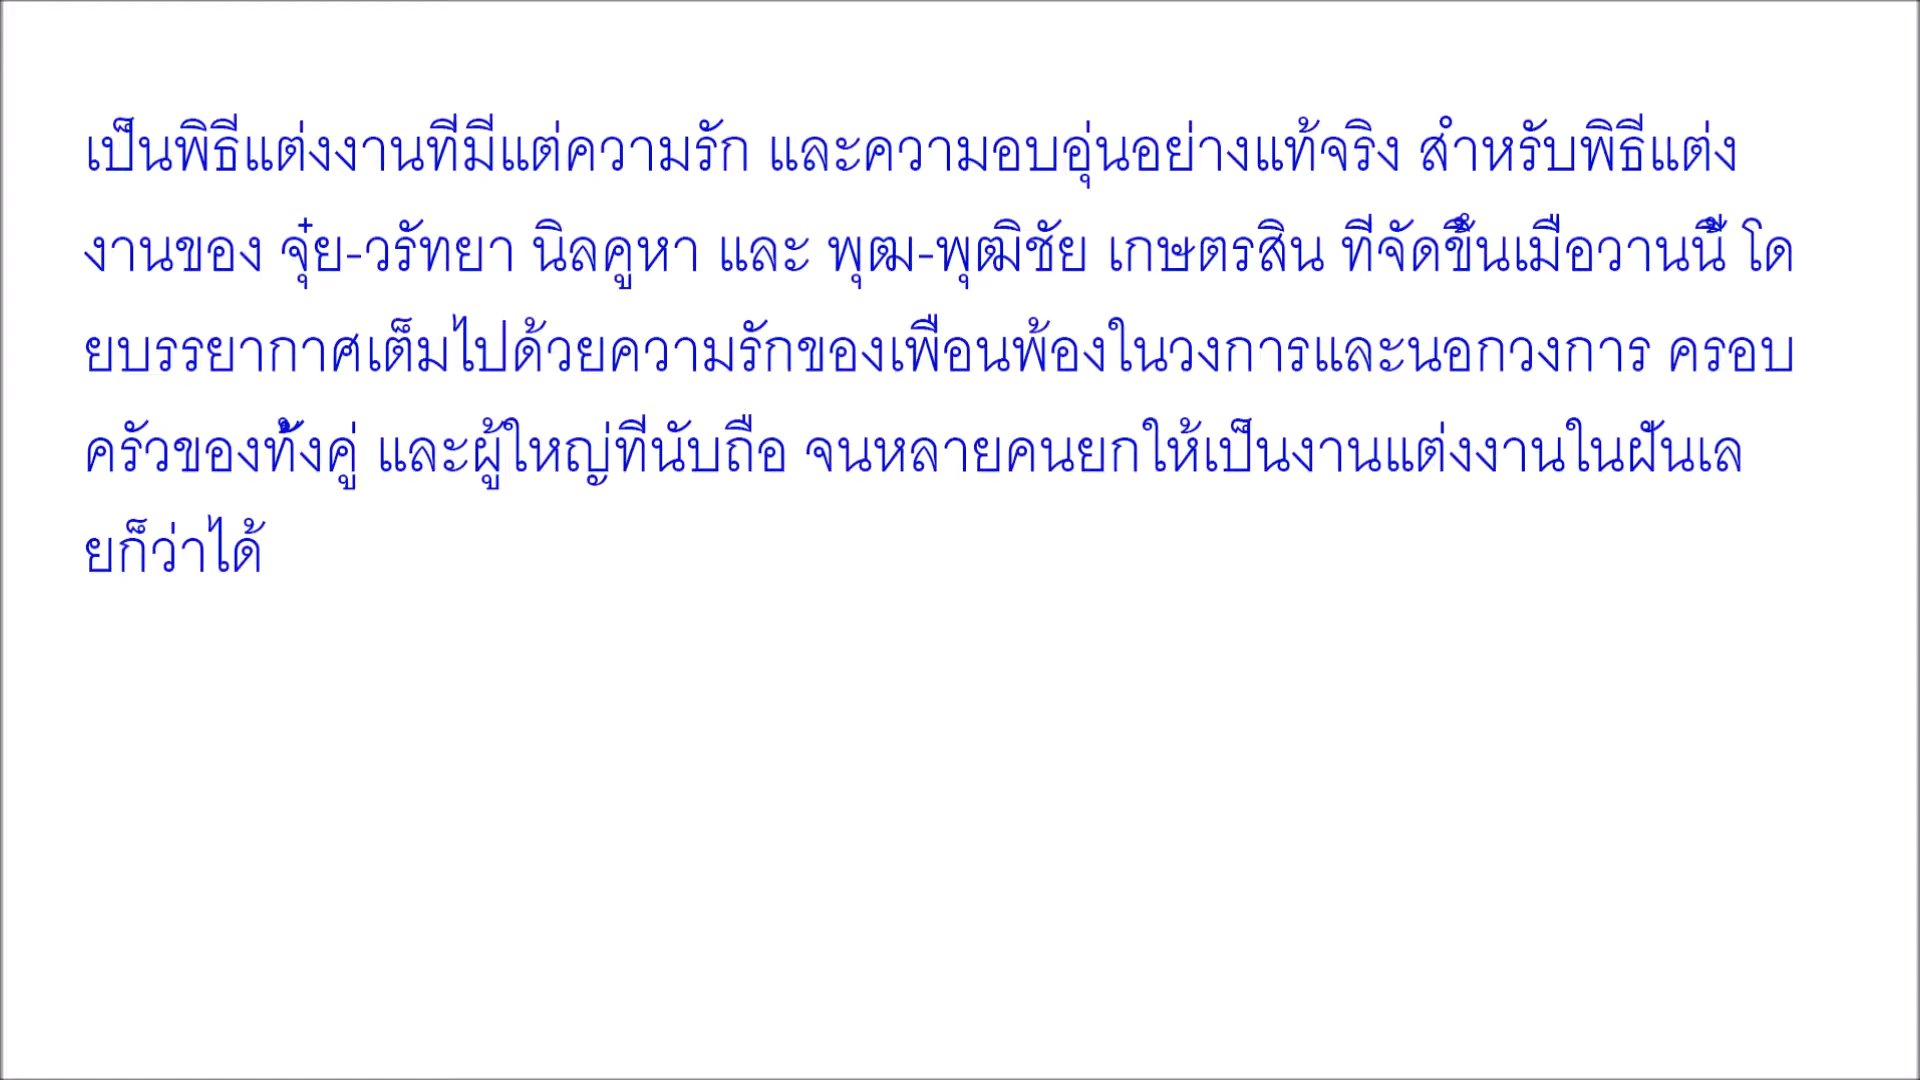 เป็นพิธีแต่งงานที่มีแต่ความรัก และความอบอุ่นอย่างแท้จริง สำหรับพิธีแต่ง
งานของ จุ๋ย-วรัทยา นิลคูหา และ พุฒ-พุฒิชัย เกษตรสิน ที่จัดขึ้นเมื่อวานนี้ โด
ยบรรยากาศเต็มไปด้วยความรักของเพื่อนพ้องในวงการและนอกวงการ ครอบ
ครัวของทั้งคู่ และผู้ใหญ่ที่นับถือ จนหลายคนยกให้เป็นงานแต่งงานในฝันเล
ยก็ว่าได้